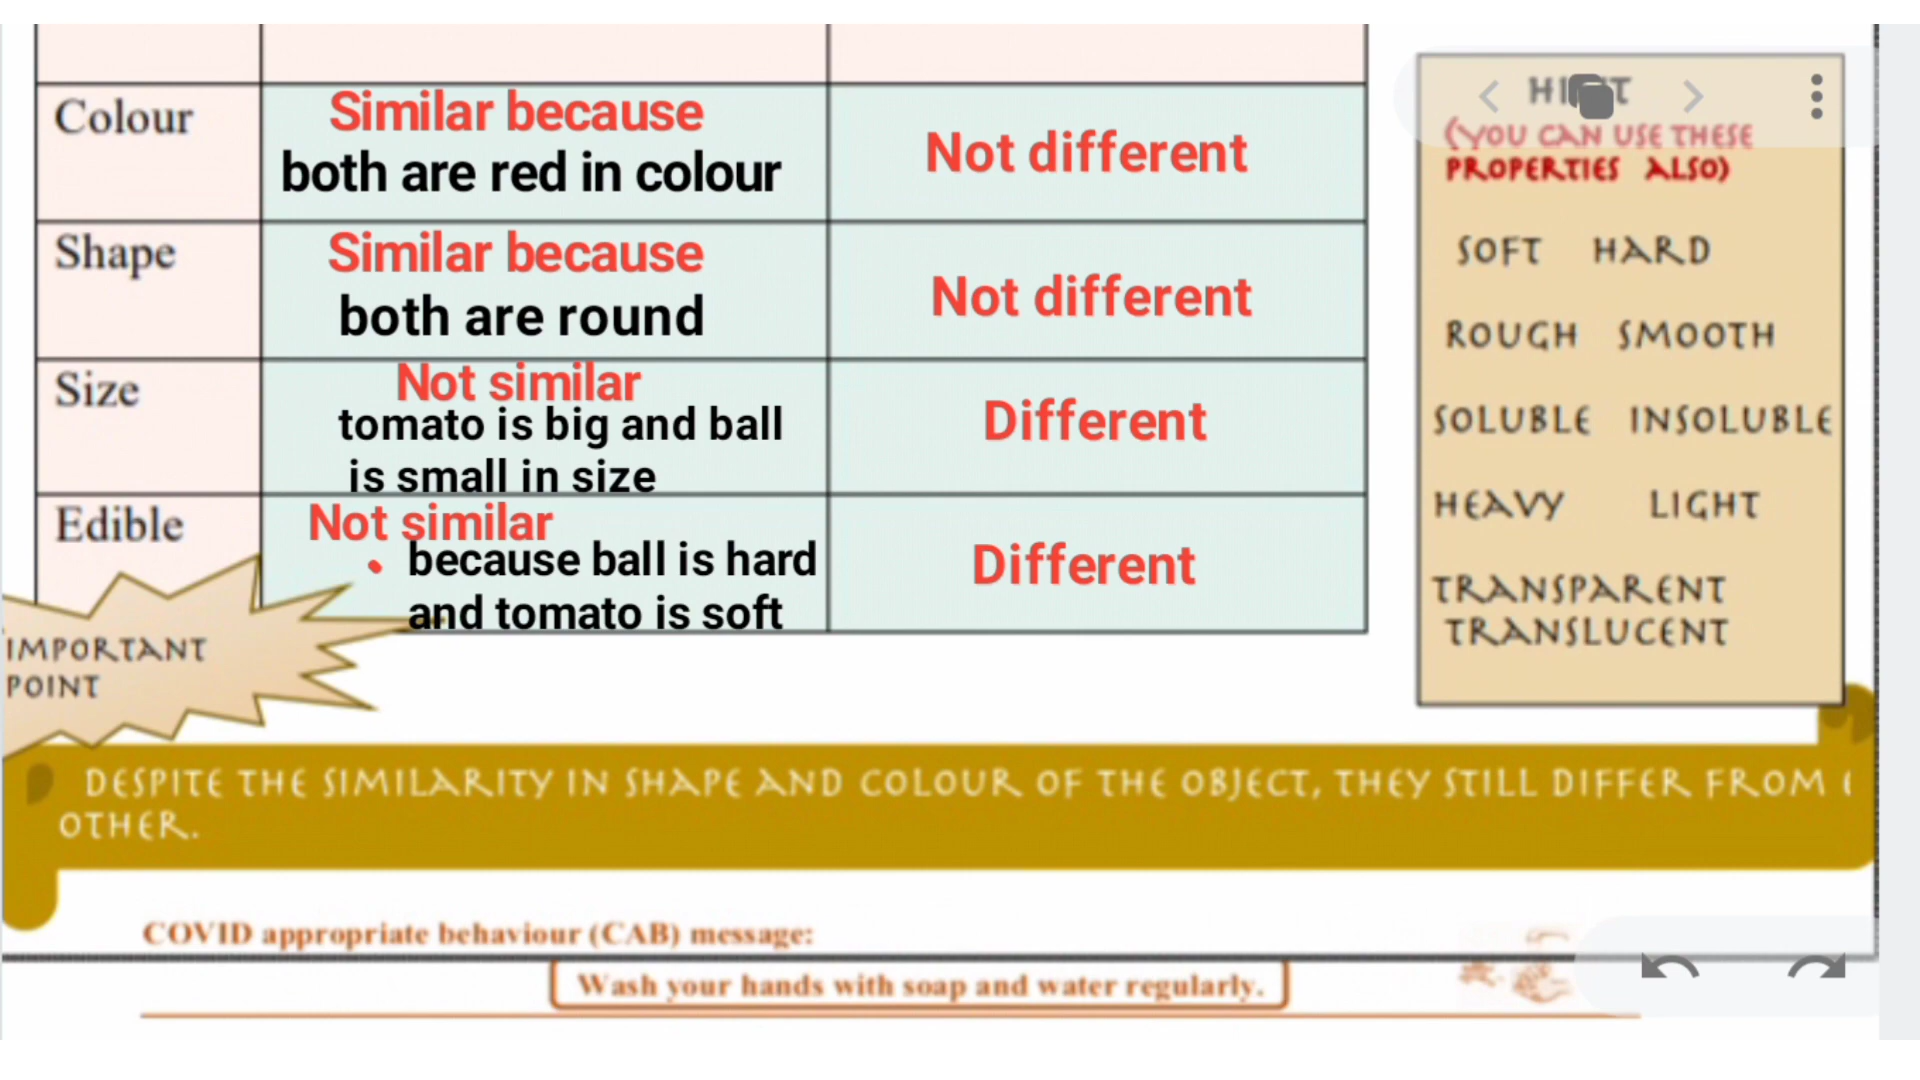 Colour
Similar because
both are red in colour
Not different
Shape
Similar because
both are round
Not different
Size
Not similar
tomato is big and ball
is small in size
Different
Edible
Not similar
• because ball is hard
and tomato is soft
Different
HINT
(YOU CAN USE THESE
PROPERTIES ALSO)
SOFT HARD
ROUGH SMOOTH
SOLUBLE INSOLUBLE
HEAVY LIGHT
TRANSPARENT
TRANSLUCENT
IMPORTANT
POINT
DESPITE THE SIMILARITY IN SHAPE AND COLOUR OF THE OBJECT, THEY STILL DIFFER FROM
OTHER.
COVID appropriate behaviour (CAB) message:
Wash your hands with soap and water regularly.